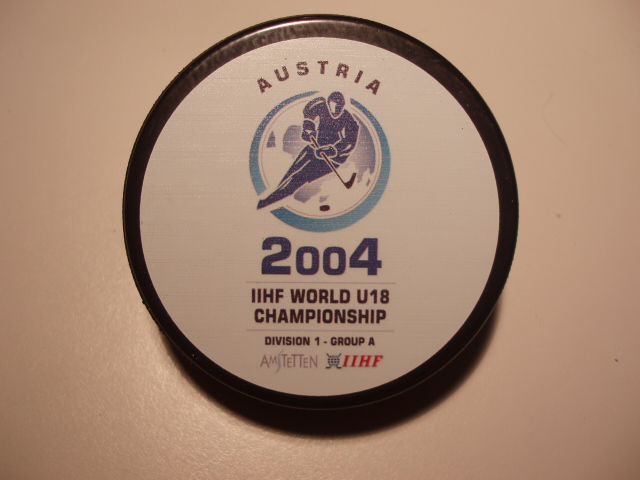 AUSTRIA
2004
IIHF WORLD U18
CHAMPIONSHIP
DIVISION 1 - GROUP A
AMSTETTEN IIHF